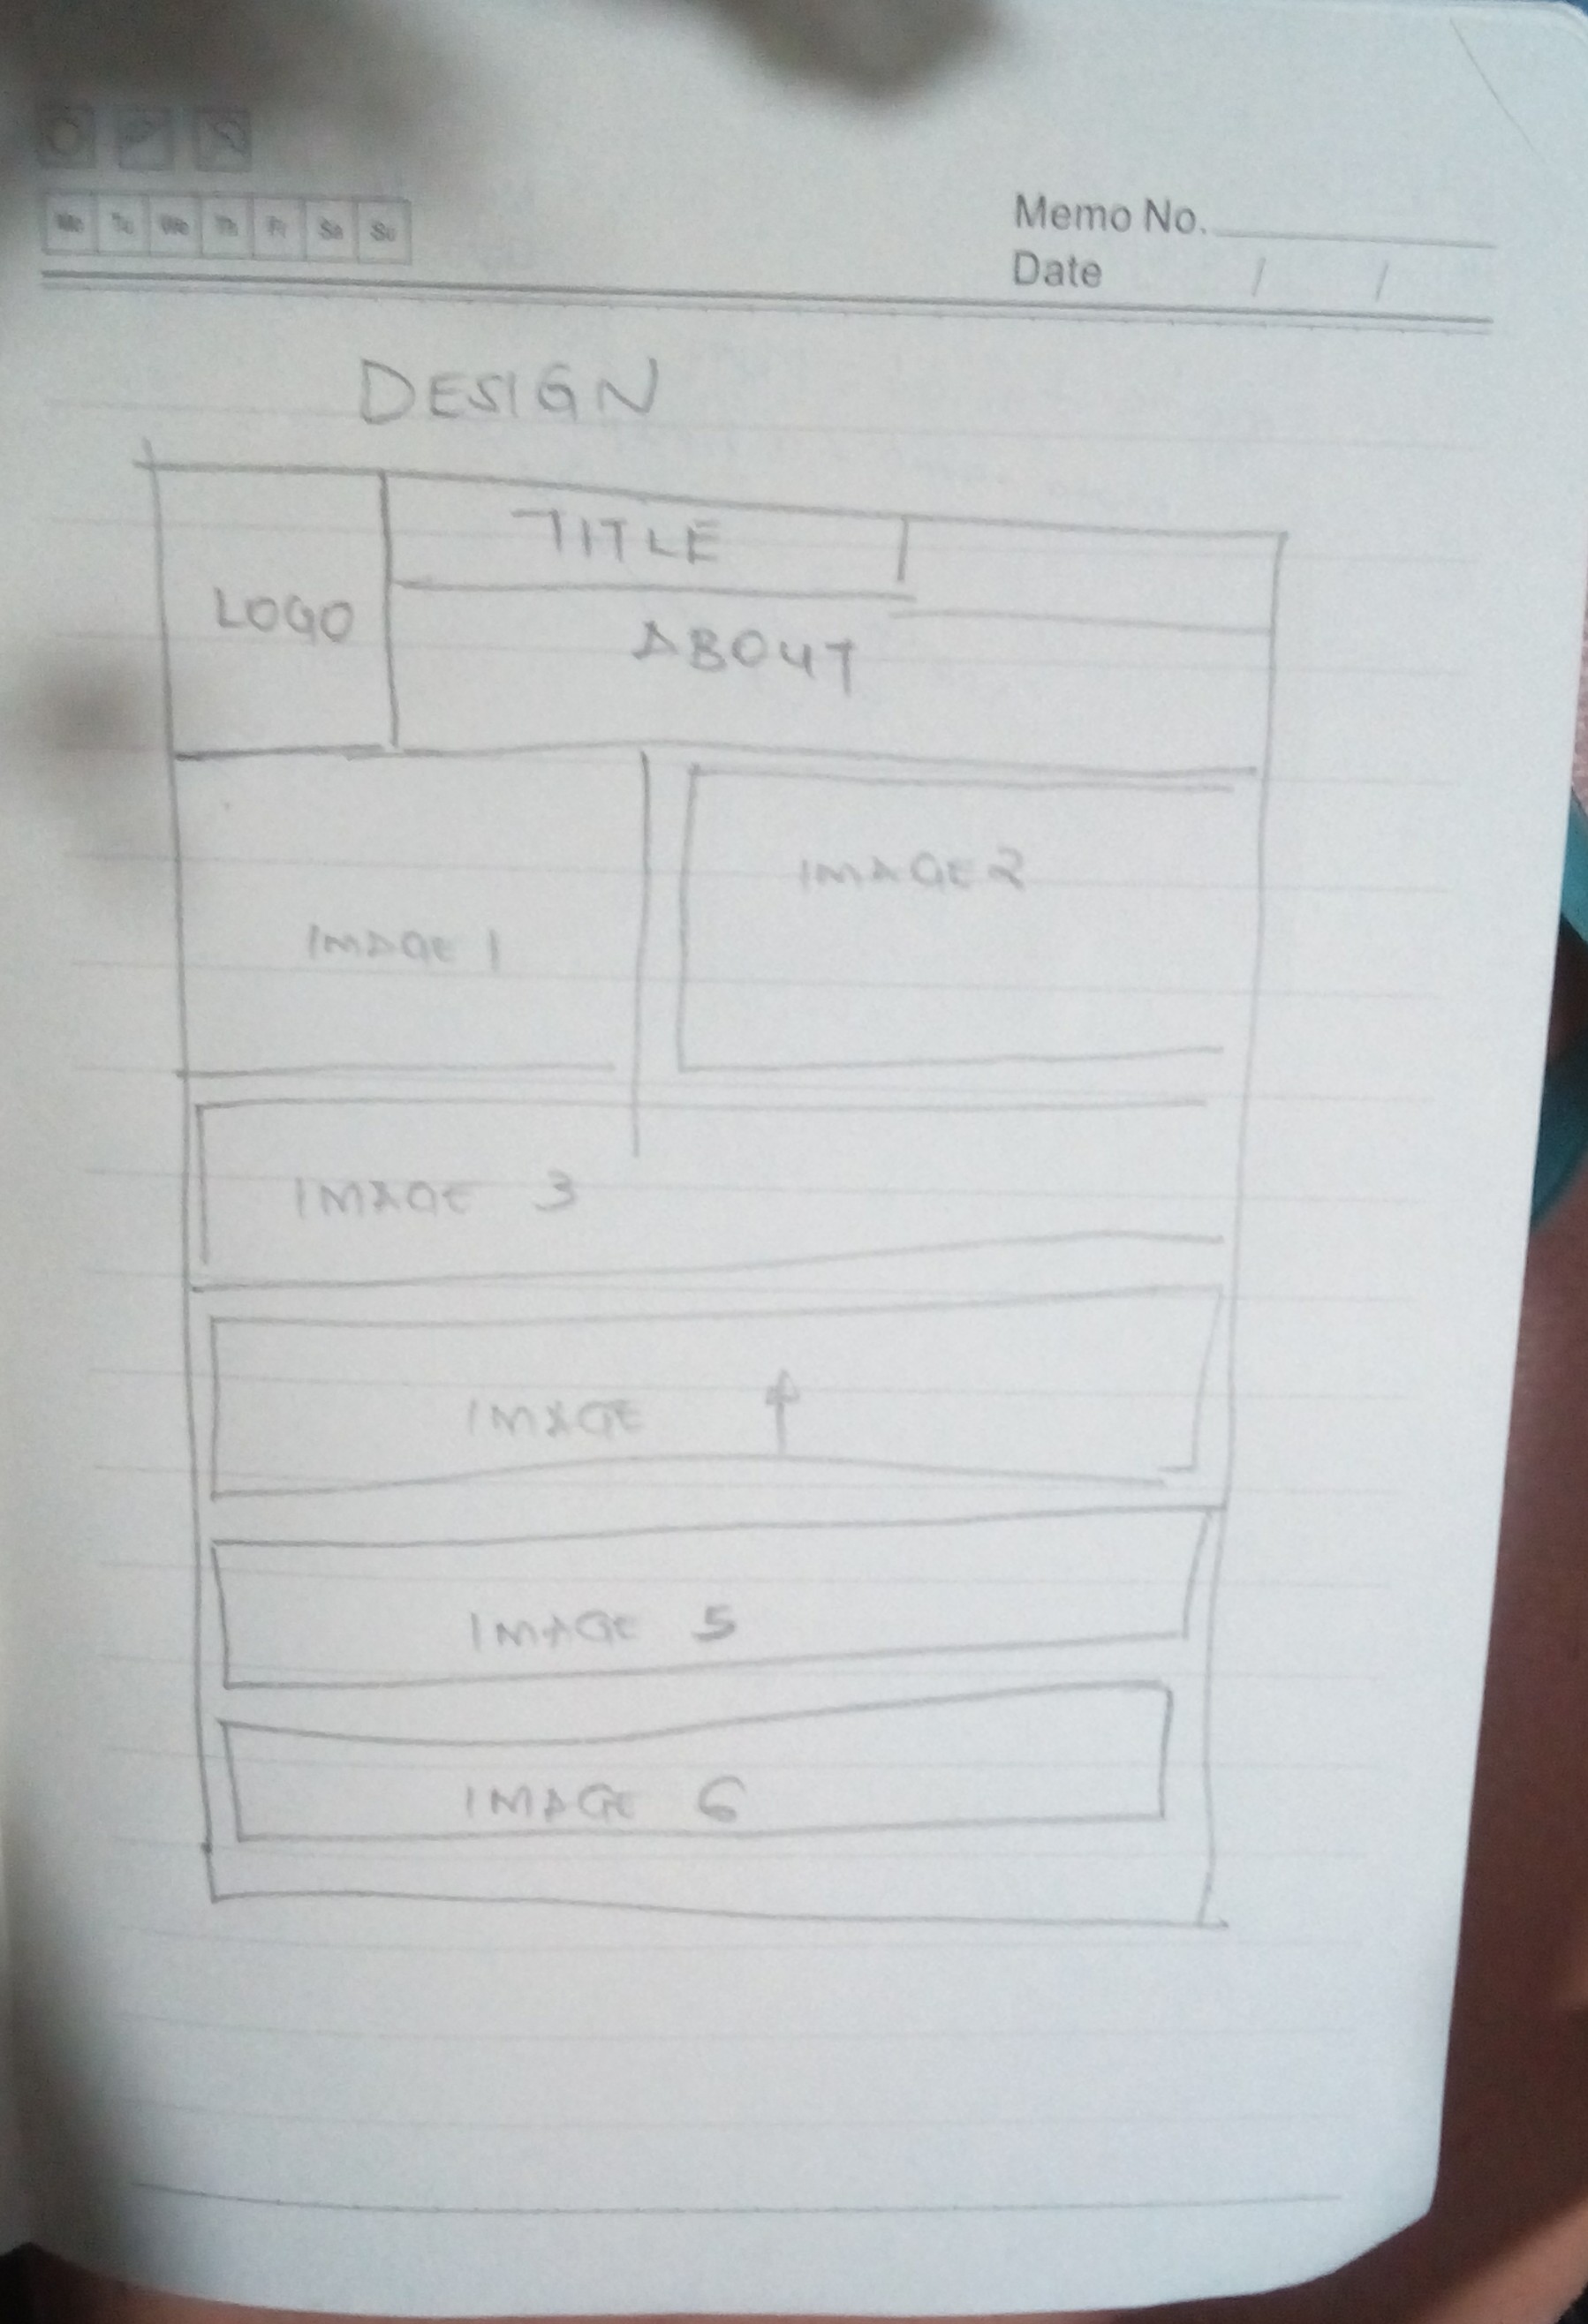 Mo Tu We Th Fr Sa Su
Memo No.
Date / /
DESIGN
TITLE
LOGO
ABOUT
IMAGE 2
IMAGE 1
IMAGE 3
IMAGE 4
IMAGE 5
IMAGE 6